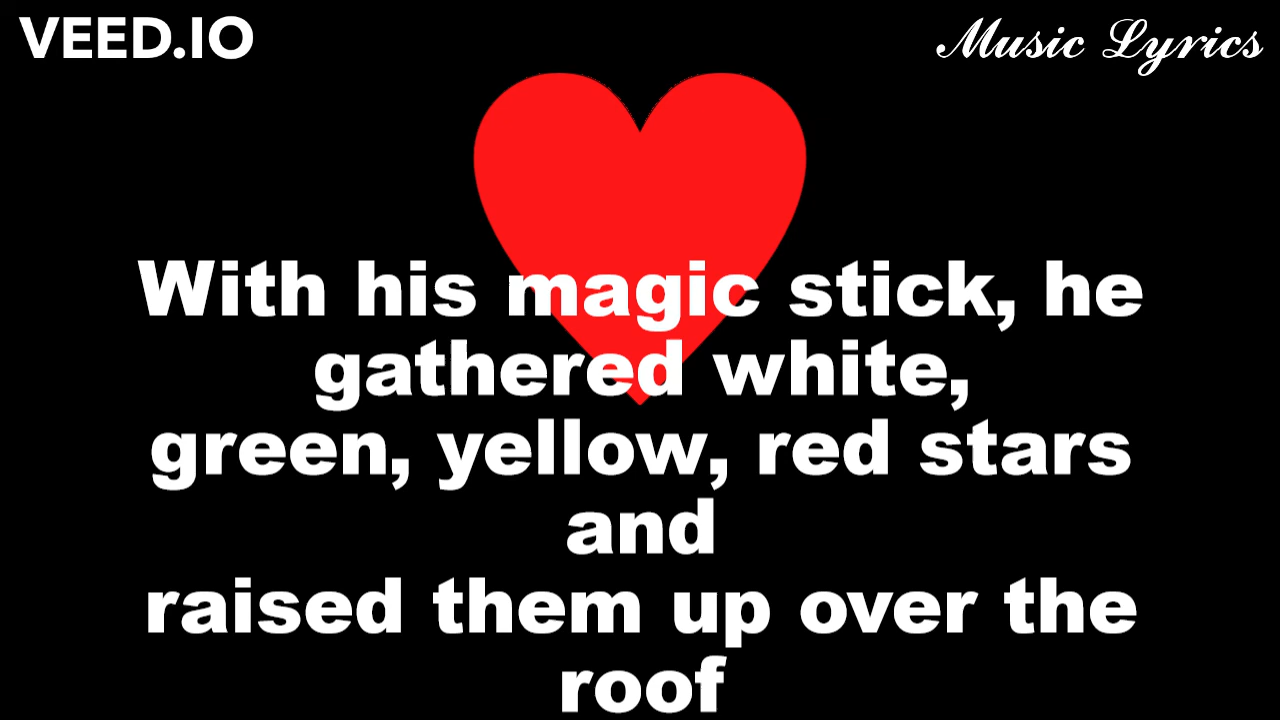 VEED.IO
Music Lyrics
With his magic stick, he
gathered white,
green, yellow, red stars
and
raised them up over the
roof